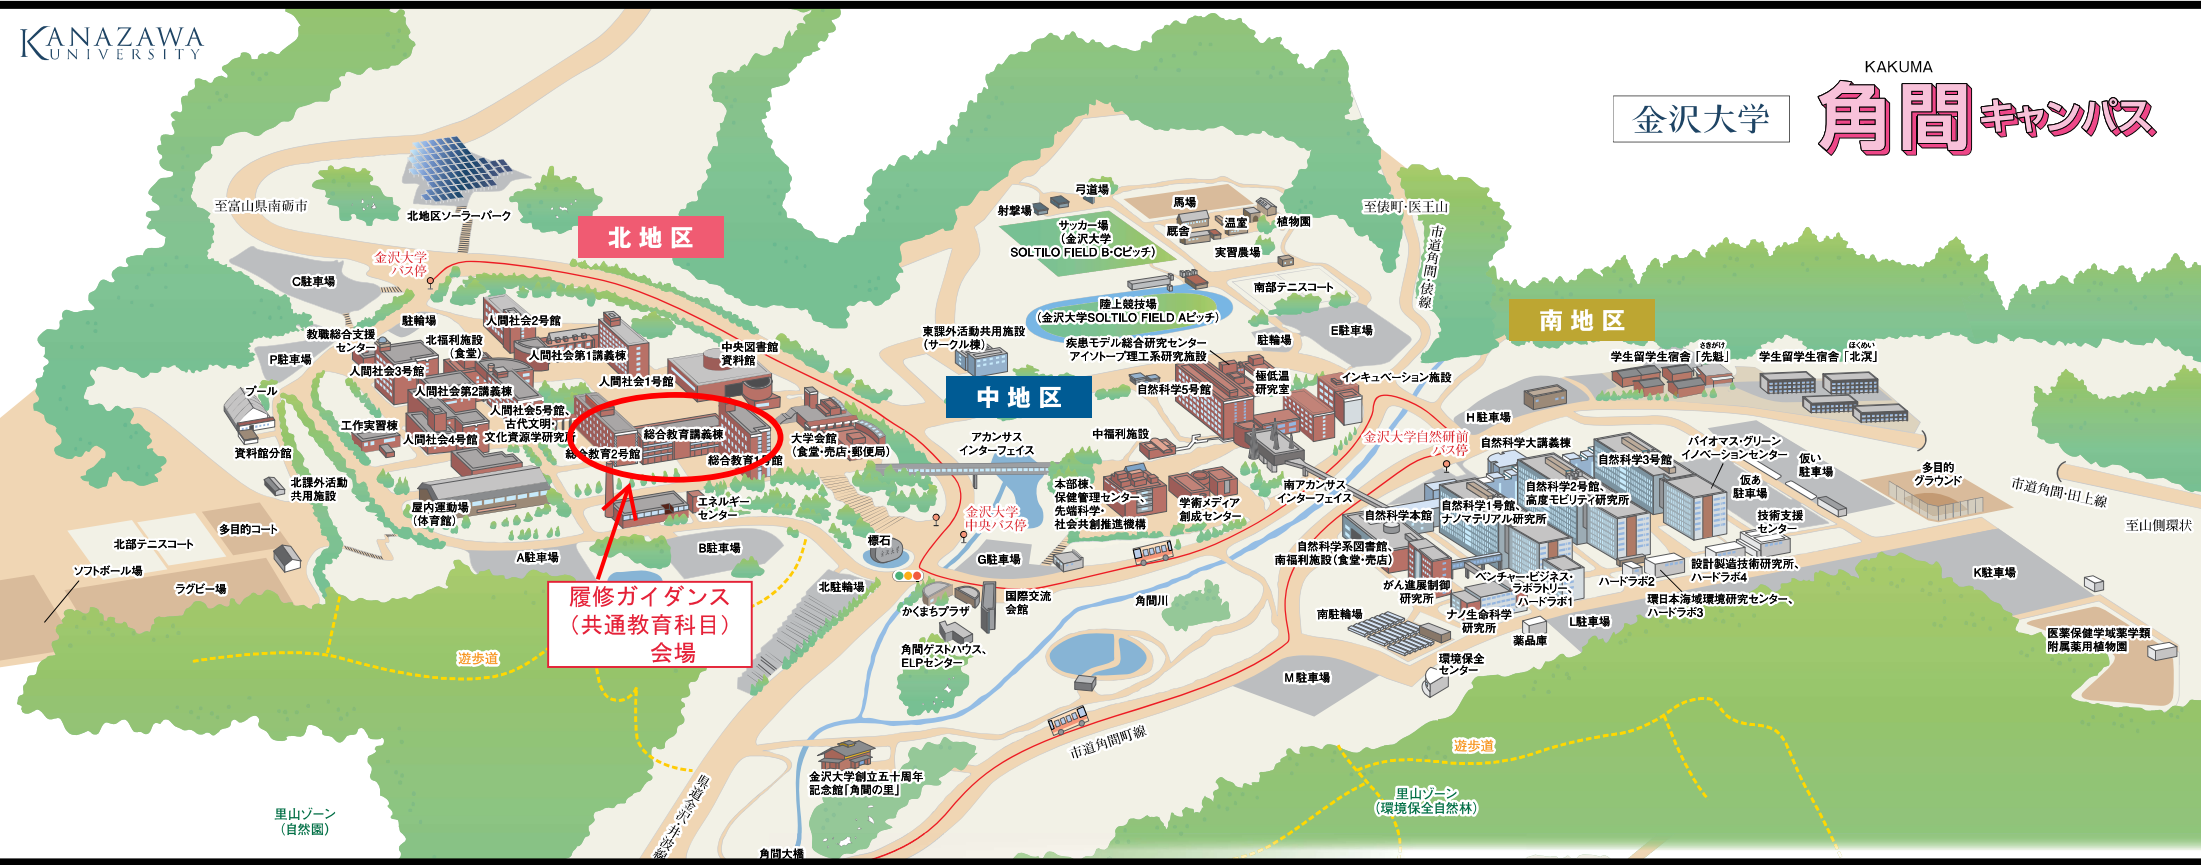 KANAZAWA
UNIVERSITY
KAKUMA
金沢大学
角間キャンパス
至富山県南砺市
北地区ソーラーパーク
北地区
金沢大学
バス停
C駐車場
駐輪場
教職総合支援
センター
P駐車場
人間社会2号館
北福利施設
(食堂)
人間社会第1講義棟
人間社会3号館
人間社会1号館
中央図書館
資料館
人間社会第2講義棟
プール
人間社会5号館、
古代文明・
文化資源学研究所
工作実習棟
人間社会4号館
資料館分館
総合教育講義棟
総合教育2号館
総合教育1号館
大学会館
(食堂・売店・郵便局)
北課外活動
共用施設
屋内運動場
(体育館)
エネルギー
センター
多目的コート
北部テニスコート
ソフトボール場
ラグビー場
A駐車場
B駐車場
履修ガイダンス
(共通教育科目)
会場
遊歩道
里山ゾーン
(自然園)
県道金沢・井波線
北駐輪場
標石
弓道場
射撃場
サッカー場
(金沢大学
SOLTILO FIELD B・Cピッチ)
馬場
厩舎
温室
植物園
実習農場
至俵町・医王山
市道角間・俵線
南部テニスコート
陸上競技場
(金沢大学SOLTILO FIELD Aピッチ)
E駐車場
駐輪場
東課外活動共用施設
(サークル棟)
疾患モデル総合研究センター
アイソトープ理工系研究施設
中地区
自然科学5号館
極低温
研究室
インキュベーション施設
アカンサス
インターフェイス
中福利施設
本部棟、
保健管理センター、
先端科学・
社会共創推進機構
学術メディア
創成センター
南アカンサス
インターフェイス
金沢大学
中央バス停
G駐車場
かくまちプラザ
国際交流
会館
角間ゲストハウス、
ELPセンター
角間川
金沢大学創立五十周年
記念館「角間の里」
角間大橋
市道角間町線
南地区
学生留学生宿舎「先魁」
さきがけ
学生留学生宿舎「北溟」
ほくめい
H駐車場
金沢大学自然研前
バス停
自然科学大講義棟
自然科学3号館
バイオマス・グリーン
イノベーションセンター
仮い
駐車場
仮あ
駐車場
多目的
グラウンド
市道角間・田上線
至山側環状
自然科学2号館、
高度モビリティ研究所
自然科学1号館、
ナノマテリアル研究所
自然科学本館
技術支援
センター
自然科学系図書館、
南福利施設(食堂・売店)
がん進展制御
研究所
ベンチャー・ビジネス・
ラボラトリー、
ハードラボ1
ハードラボ2
設計製造技術研究所、
ハードラボ4
環日本海域環境研究センター、
ハードラボ3
K駐車場
南駐輪場
ナノ生命科学
研究所
薬品庫
L駐車場
環境保全
センター
M駐車場
医薬保健学域薬学類
附属薬用植物園
遊歩道
里山ゾーン
(環境保全自然林)